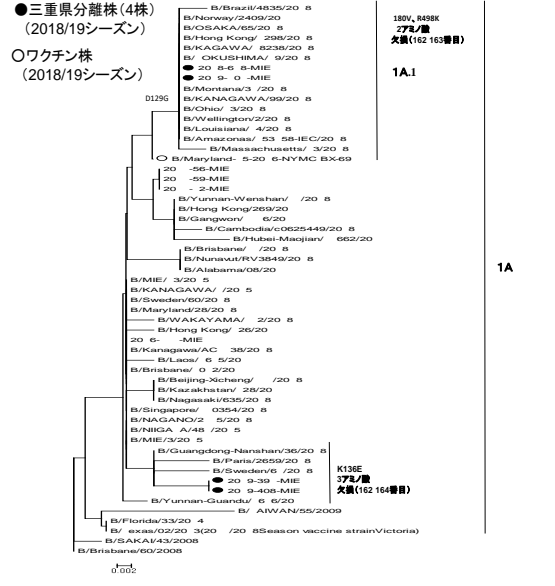 ●三重県分離株(4株)
(2018/19シーズン)
○ワクチン株
(2018/19シーズン)
B/Brazil/4835/20 8
B/Norway/2409/20
B/OSAKA/65/20 8
B/Hong Kong/ 298/20 8
B/KAGAWA/ 8238/20 8
B/ OKUSHIMA/ 9/20 8
20 8-6 8-MIE
20 9- 0 -MIE
B/Montana/3 /20 8
B/KANAGAWA/99/20 8
B/Ohio/ 3/20 8
B/Wellington/2/20 8
B/Louisiana/ 4/20 8
B/Amazonas/ 53 58-IEC/20 8
B/Massachusetts/ 3/20 8
B/Maryland- 5-20 6-NYMC BX-69
20 -56-MIE
20 -59-MIE
20 - 2-MIE
B/Yunnan-Wenshan/ /20 8
B/Hong Kong/269/20
B/Gangwon/ 6/20
B/Cambodia/c0625449/20 8
B/Hubei-Maojian/ 662/20
B/Brisbane/ /20 8
B/Nunavut/RV3849/20 8
B/Alabama/08/20
B/MIE/ 3/20 5
B/KANAGAWA/ /20 5
B/Sweden/60/20 8
B/Maryland/28/20 8
B/WAKAYAMA/ 2/20 8
B/Hong Kong/ 26/20
20 6- -MIE
B/Kanagawa/AC 38/20 8
B/Laos/ 6 5/20
B/Brisbane/ 0 2/20
B/Beijing-Xicheng/ /20 8
B/Kazakhstan/ 28/20
B/Nagasaki/635/20 8
B/Singapore/ 0354/20 8
B/NAGANO/2 5/20 8
B/NIIGA A/48 /20 5
B/MIE/3/20 5
B/Guangdong-Nanshan/36/20 8
B/Paris/2659/20 8
B/Sweden/6 /20 8
20 9-39 -MIE
20 9-408-MIE
B/Yunnan-Guandu/ 6 6/20
B/ AIWAN/55/2009
B/Florida/33/20 4
B/ exas/02/20 3(20 /20 8Season vaccine strainVictoria)
B/SAKAI/43/2008
B/Brisbane/60/2008
0.002
D129G
180V、R498K
2アミノ酸
欠損(162 163番目)
1A.1
1A
K136E
3アミノ酸
欠損(162 164番目)